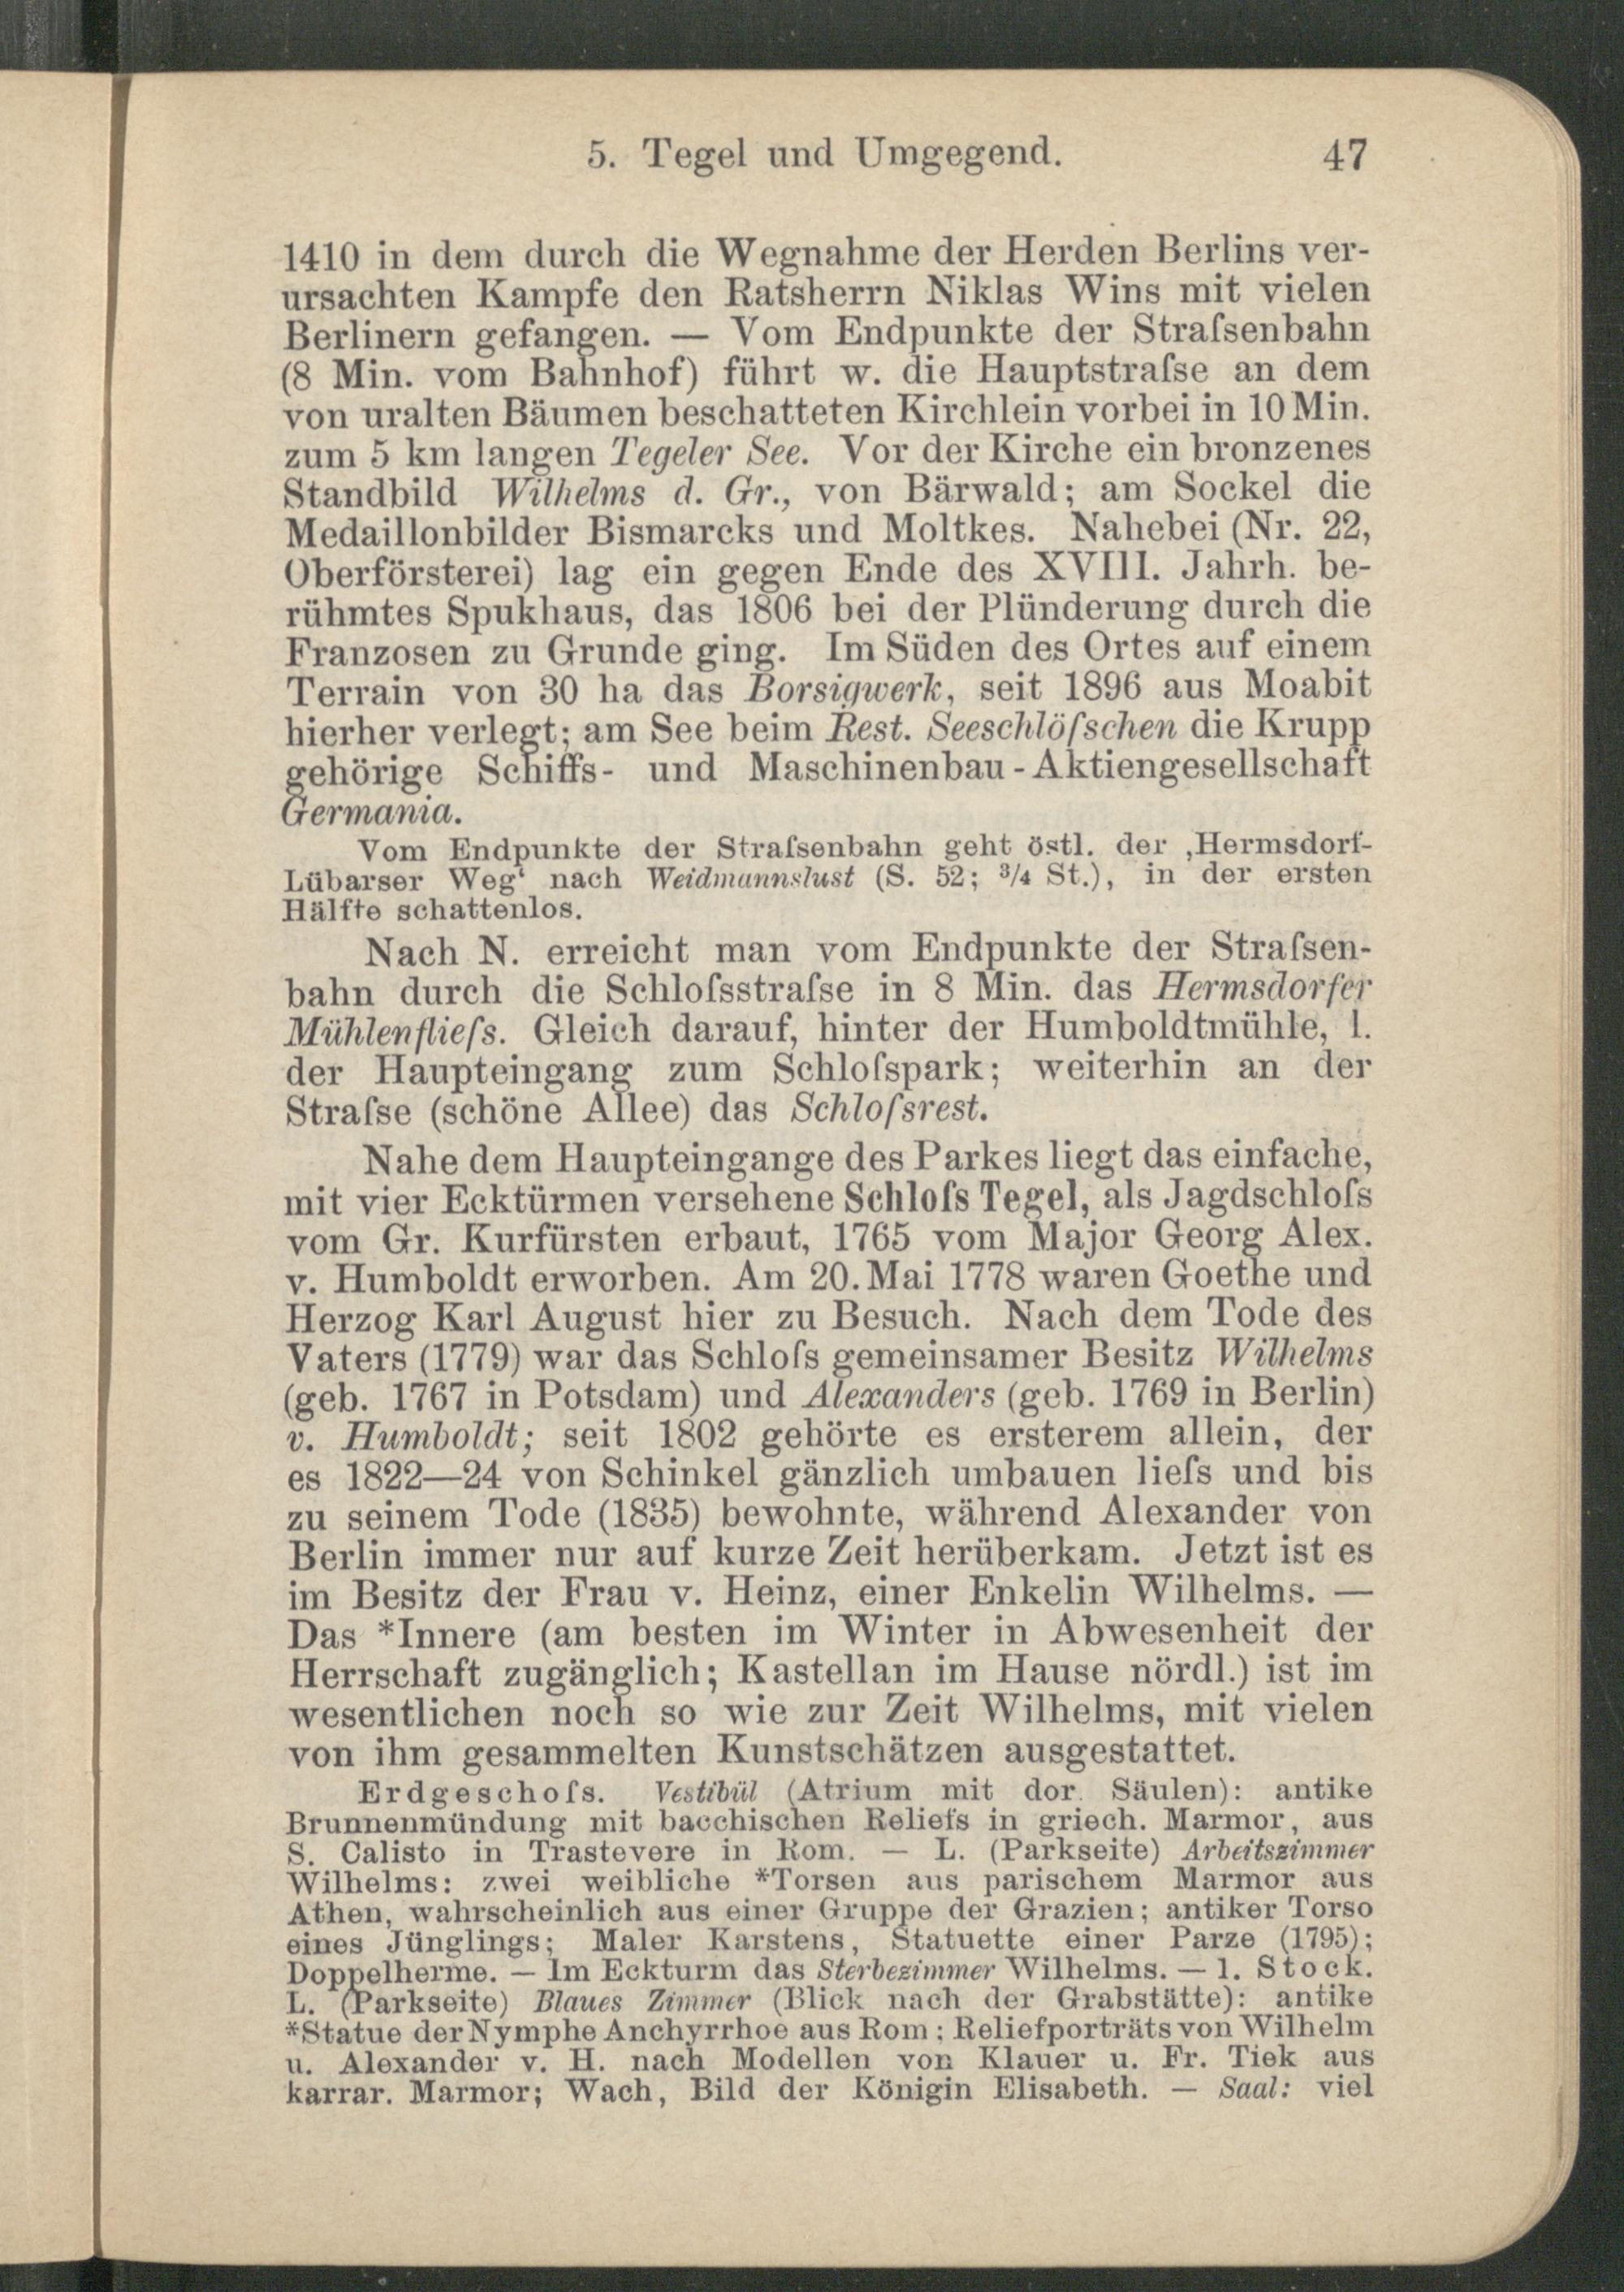 5. Tegel und Umgegend. 47
1410 in dem durch die Wegnahme der Herden Berlins ver-
ursachten Kampfe den Ratsherrn Niklas Wins mit vielen
Berlinern gefangen. — Vom Endpunkte der Straſsenbahn
(8 Min. vom Bahnhof) führt w. die Hauptstraſse an dem
von uralten Bäumen beschatteten Kirchlein vorbei in 10 Min.
zum 5 km langen Tegeler See. Vor der Kirche ein bronzenes
Standbild Wilhelms d. Gr., von Bärwald; am Sockel die
Medaillonbilder Bismarcks und Moltkes. Nahebei (Nr. 22,
Oberförsterei) lag ein gegen Ende des XVIII. Jahrh. be-
rühmtes Spukhaus, das 1806 bei der Plünderung durch die
Franzosen zu Grunde ging. Im Süden des Ortes auf einem
Terrain von 30 ha das Borsigwerk, seit 1896 aus Moabit
hierher verlegt; am See beim Rest. Seeschlöſschen die Krupp
gehörige Schiffs- und Maschinenbau-Aktiengesellschaft
Germania.
Vom Endpunkte der Straſsenbahn geht östl. der ‚Hermsdorf-
Lübarser Weg‘ nach Weidmannslust (S. 52; ¾ St.), in der ersten
Hälfte schattenlos.
Nach N. erreicht man vom Endpunkte der Straſsen-
bahn durch die Schloſsstraſse in 8 Min. das Hermsdorfer
Mühlenflieſs. Gleich darauf, hinter der Humboldtmühle, l.
der Haupteingang zum Schloſspark; weiterhin an der
Straſse (schöne Allee) das Schloſsrest.
Nahe dem Haupteingange des Parkes liegt das einfache,
mit vier Ecktürmen versehene Schloſs Tegel, als Jagdschloſs
vom Gr. Kurfürsten erbaut, 1765 vom Major Georg Alex.
v. Humboldt erworben. Am 20. Mai 1778 waren Goethe und
Herzog Karl August hier zu Besuch. Nach dem Tode des
Vaters (1779) war das Schloſs gemeinsamer Besitz Wilhelms
(geb. 1767 in Potsdam) und Alexanders (geb. 1769 in Berlin)
v. Humboldt; seit 1802 gehörte es ersterem allein, der
es 1822—24 von Schinkel gänzlich umbauen lieſs und bis
zu seinem Tode (1835) bewohnte, während Alexander von
Berlin immer nur auf kurze Zeit herüberkam. Jetzt ist es
im Besitz der Frau v. Heinz, einer Enkelin Wilhelms. —
Das *Innere (am besten im Winter in Abwesenheit der
Herrschaft zugänglich; Kastellan im Hause nördl.) ist im
wesentlichen noch so wie zur Zeit Wilhelms, mit vielen
von ihm gesammelten Kunstschätzen ausgestattet.
Erdgeschoſs. Vestibül (Atrium mit dor. Säulen): antike
Brunnenmündung mit bacchischen Reliefs in griech. Marmor, aus
S. Calisto in Trastevere in Rom. — L. (Parkseite) Arbeitszimmer
Wilhelms: zwei weibliche *Torsen aus parischem Marmor aus
Athen, wahrscheinlich aus einer Gruppe der Grazien; antiker Torso
eines Jünglings; Maler Karstens, Statuette einer Parze (1795);
Doppelherme. — Im Eckturm das Sterbezimmer Wilhelms. — 1. Stock.
L. (Parkseite) Blaues Zimmer (Blick nach der Grabstätte): antike
*Statue der Nymphe Anchyrrhoe aus Rom; Reliefporträts von Wilhelm
u. Alexander v. H. nach Modellen von Klauer u. Fr. Tiek aus
karrar. Marmor; Wach, Bild der Königin Elisabeth. — Saal: viel